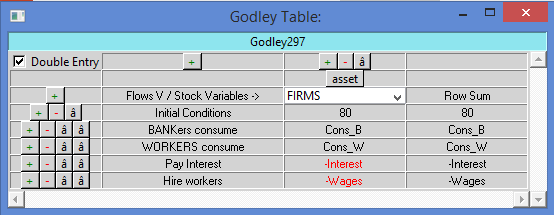 Godley Table:
Godley297
Double Entry + + - â
asset
+ Flows V / Stock Variables -> FIRMS Row Sum
+ - â Initial Conditions 80 80
+ - â â BANKers consume Cons_B Cons_B
+ - â â WORKERS consume Cons_W Cons_W
+ - â â Pay Interest -Interest -Interest
+ - â â Hire workers -Wages -Wages